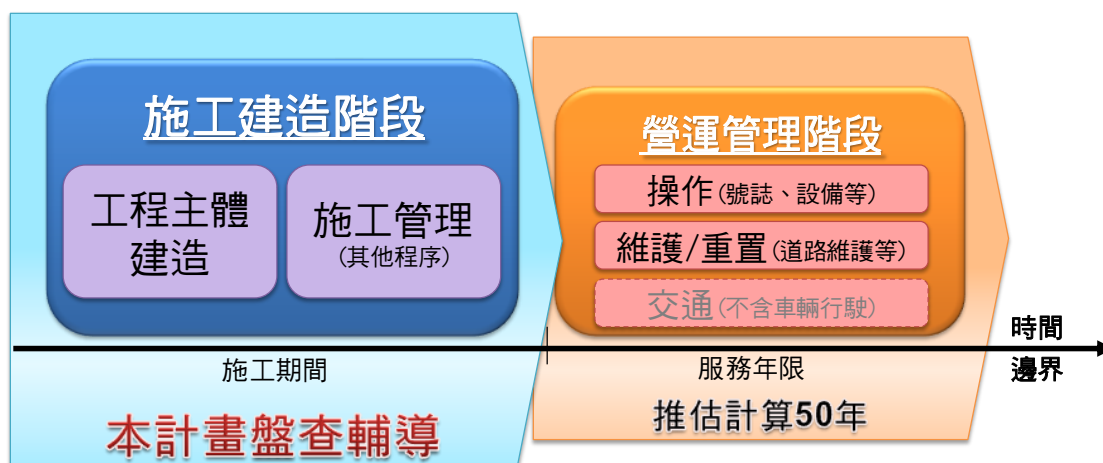 施工建造階段
工程主體
建造
施工管理
(其他程序)
營運管理階段
操作(號誌、設備等)
維護/重置(道路維護等)
交通(不含車輛行駛)
時間
邊界
施工期間
服務年限
本計畫盤查輔導
推估計算50年